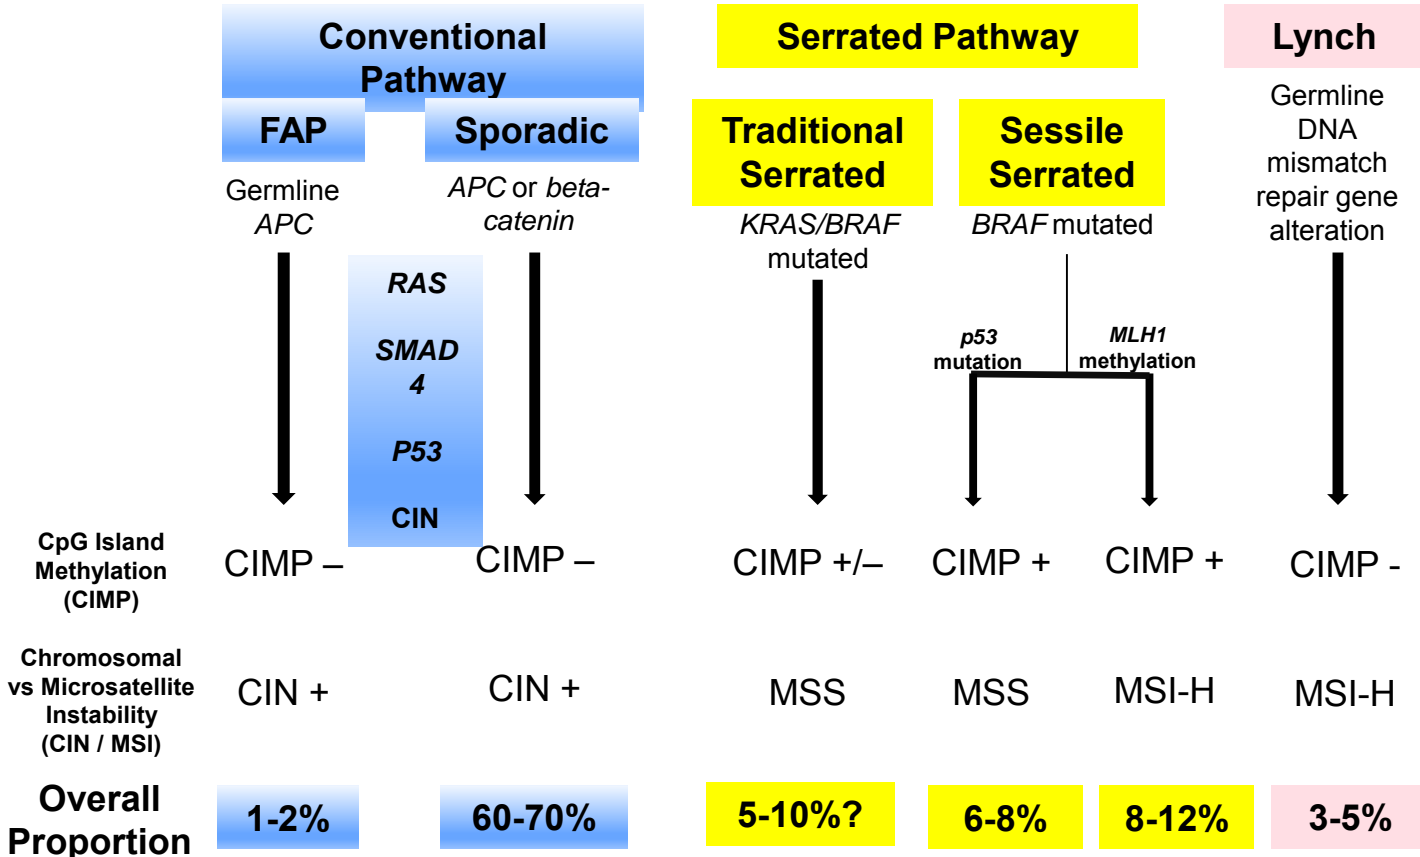 Conventional
Pathway
Serrated Pathway
Lynch
FAP
Sporadic
Traditional
Serrated
Sessile
Serrated
Germline
DNA
mismatch
repair gene
alteration
Germline
APC
APC or beta-
catenin
KRAS/BRAF
mutated
BRAF mutated
RAS
SMAD
4
P53
CIN
p53
mutation
MLH1
methylation
CpG Island
Methylation
(CIMP)
CIMP –
CIMP –
CIMP +/–
CIMP +
CIMP +
CIMP -
Chromosomal
vs Microsatellite
Instability
(CIN / MSI)
CIN +
CIN +
MSS
MSS
MSI-H
MSI-H
Overall
Proportion
1-2%
60-70%
5-10%?
6-8%
8-12%
3-5%